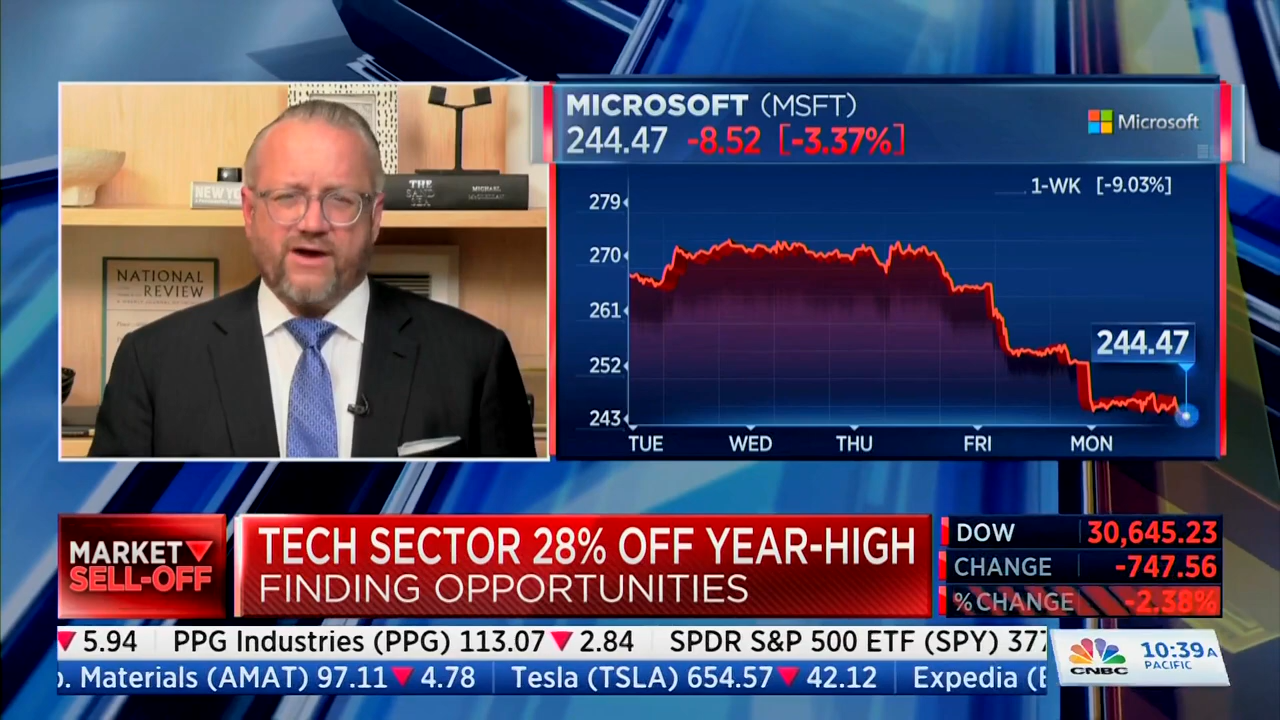 MICROSOFT (MSFT)
244.47 -8.52 [-3.37%]
Microsoft
1-WK [-9.03%]
279
270
261
252
243
244.47
TUE WED THU FRI MON
NEW Y
THE
MICHAEL
NATIONAL
REVIEW
MARKET
SELL-OFF
TECH SECTOR 28% OFF YEAR-HIGH
FINDING OPPORTUNITIES
DOW 30,645.23
CHANGE -747.56
% CHANGE -2.38%
▼ 5.94 PPG Industries (PPG) 113.07 ▼ 2.84 SPDR S&P 500 ETF (SPY) 377
. Materials (AMAT) 97.11 ▼ 4.78 Tesla (TSLA) 654.57 ▼ 42.12 Expedia (E
CNBC
10:39A
PACIFIC